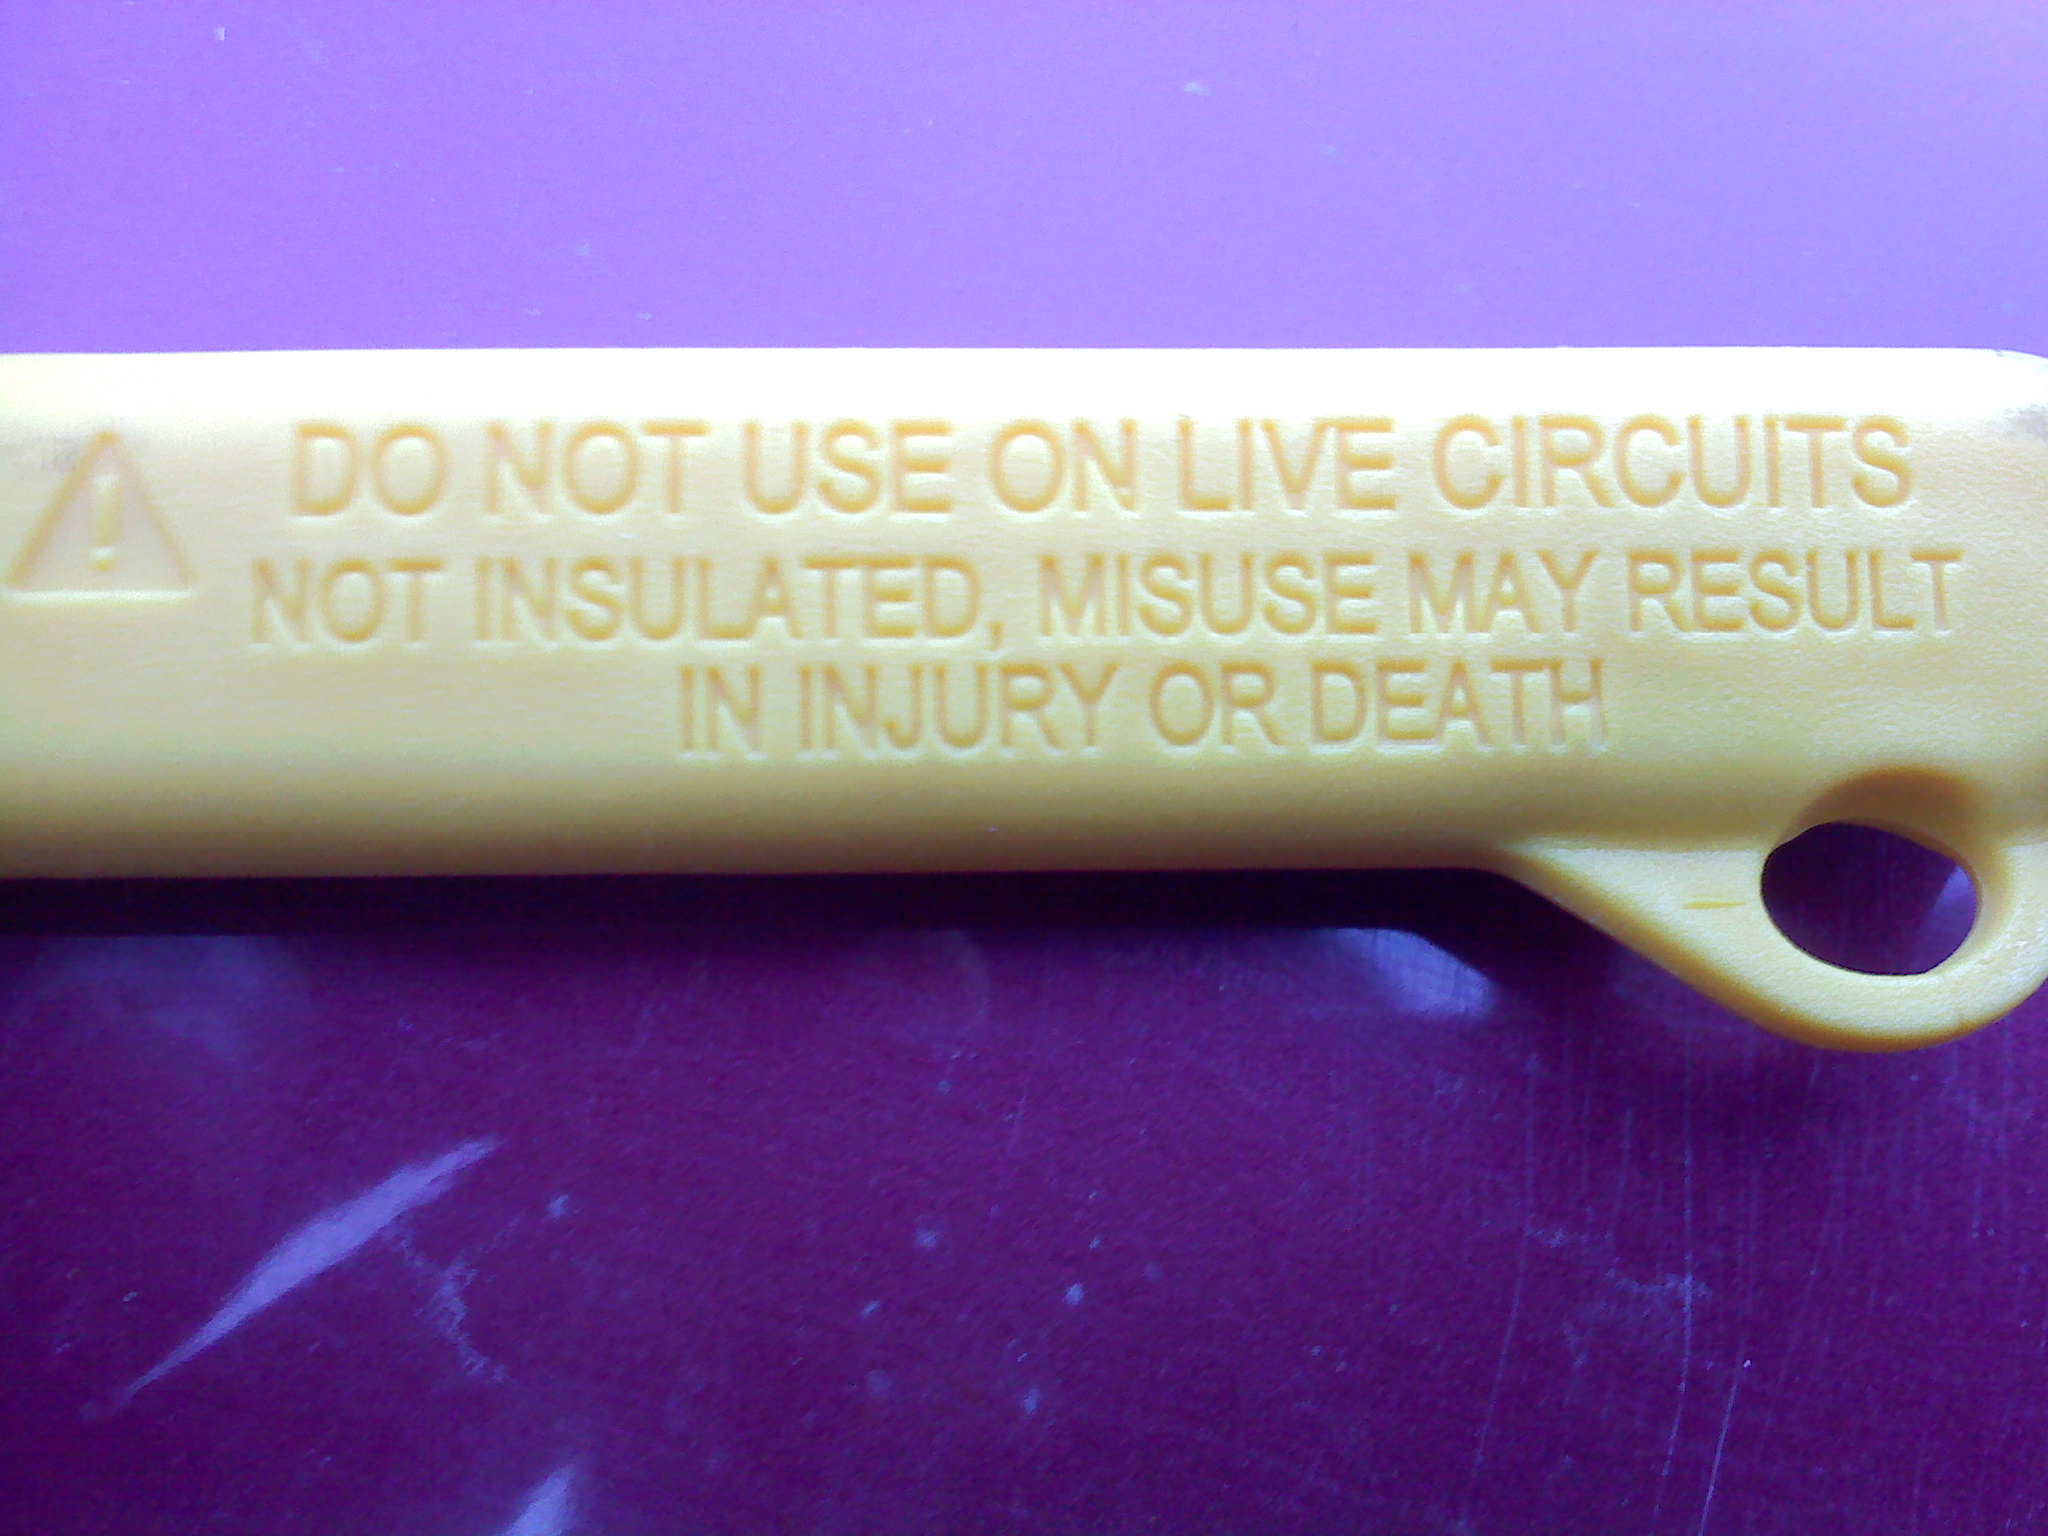 DO NOT USE ON LIVE CIRCUITS
NOT INSULATED, MISUSE MAY RESULT
IN INJURY OR DEATH